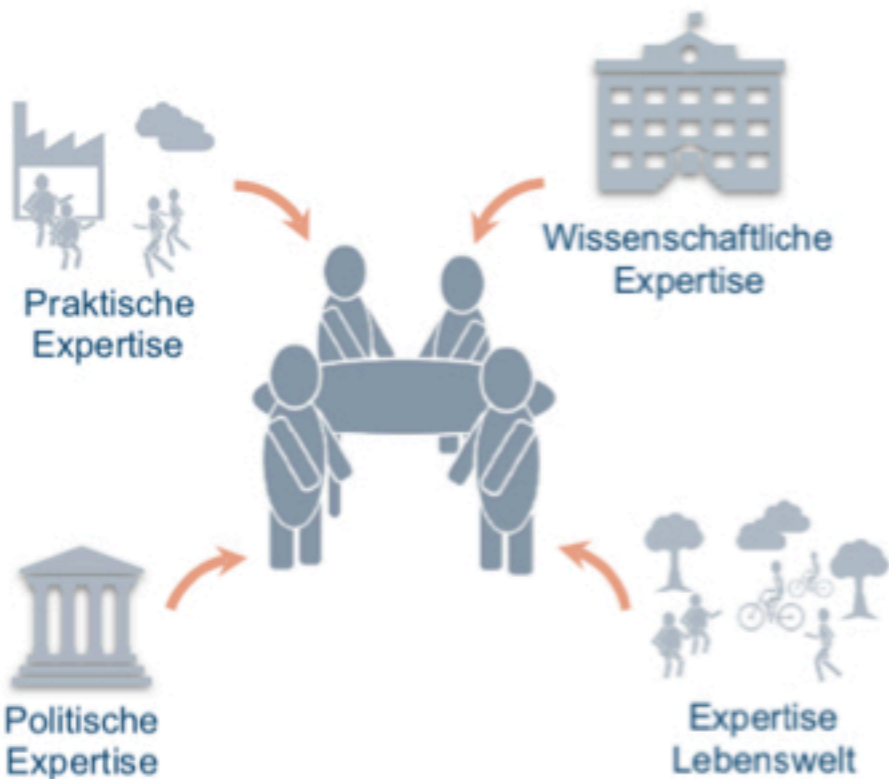 Wissenschaftliche
Expertise
Praktische
Expertise
Politische
Expertise
Expertise
Lebenswelt